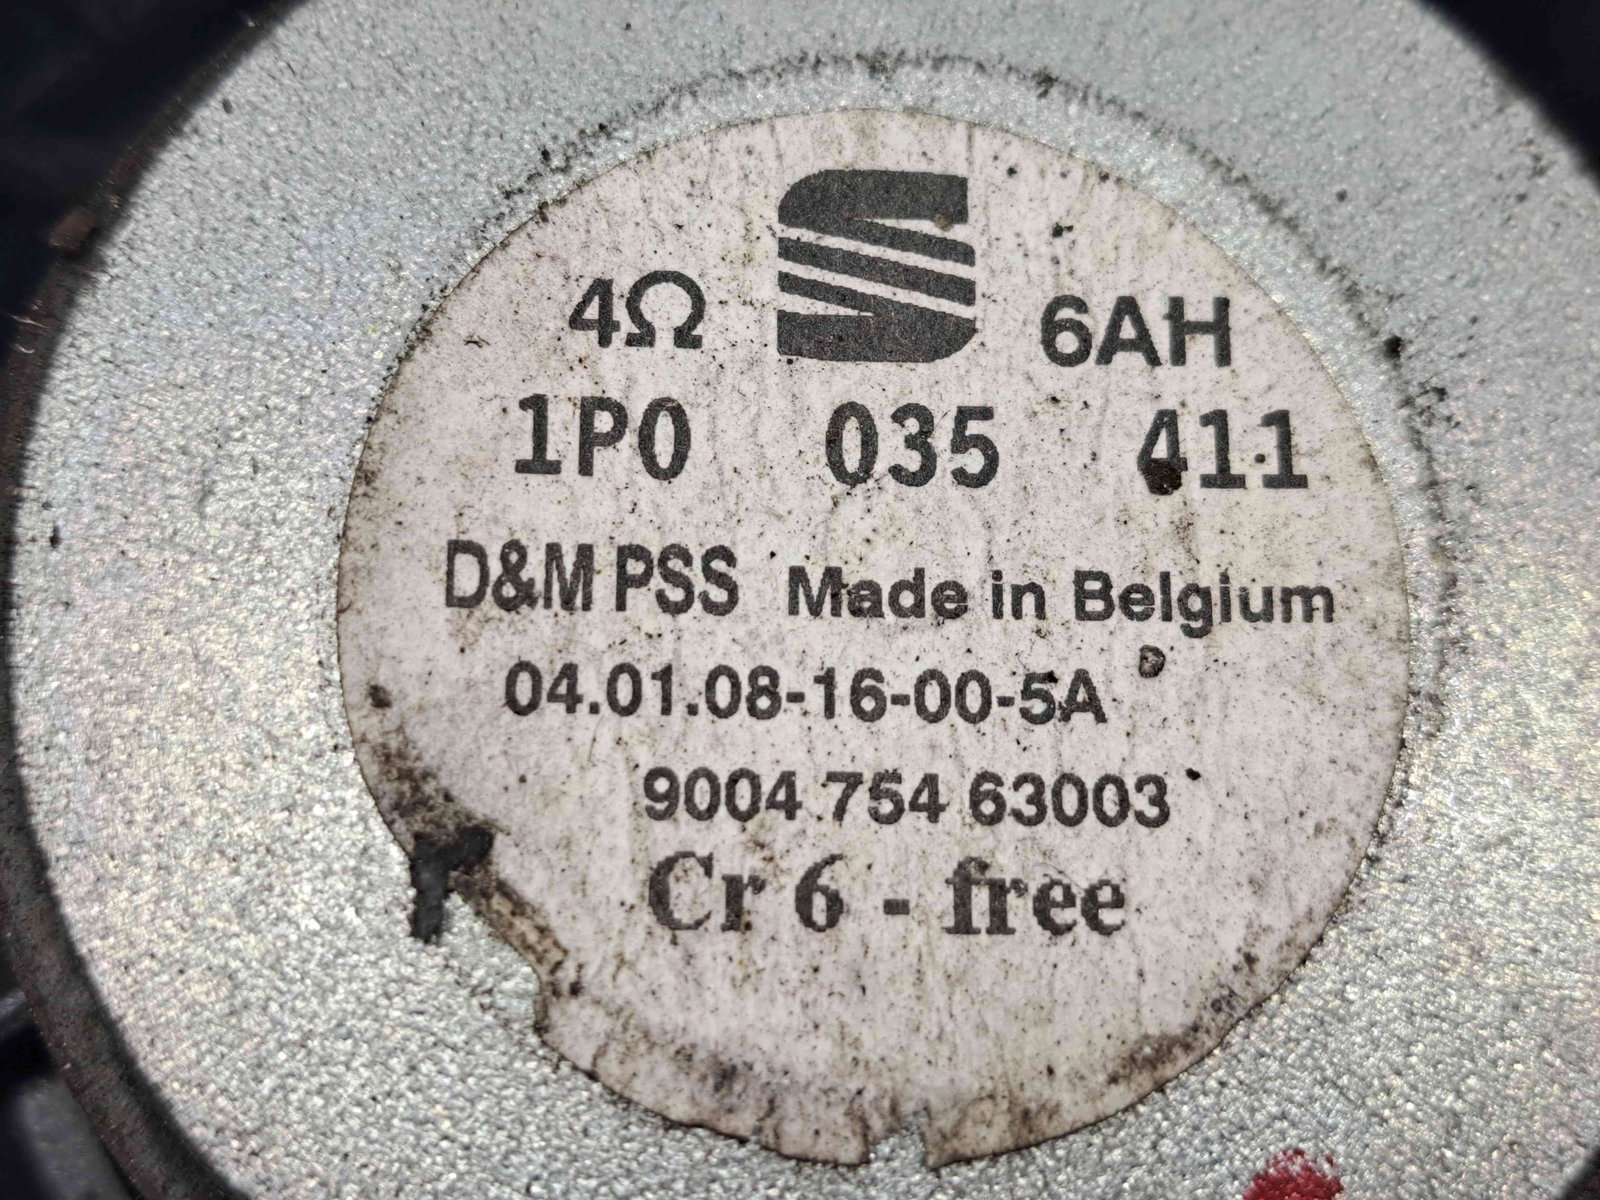 4Ω 6AH
1P0 035 411
D&M PSS Made in Belgium
04.01.08-16-00-5A
9004 754 63003
Cr 6 - free